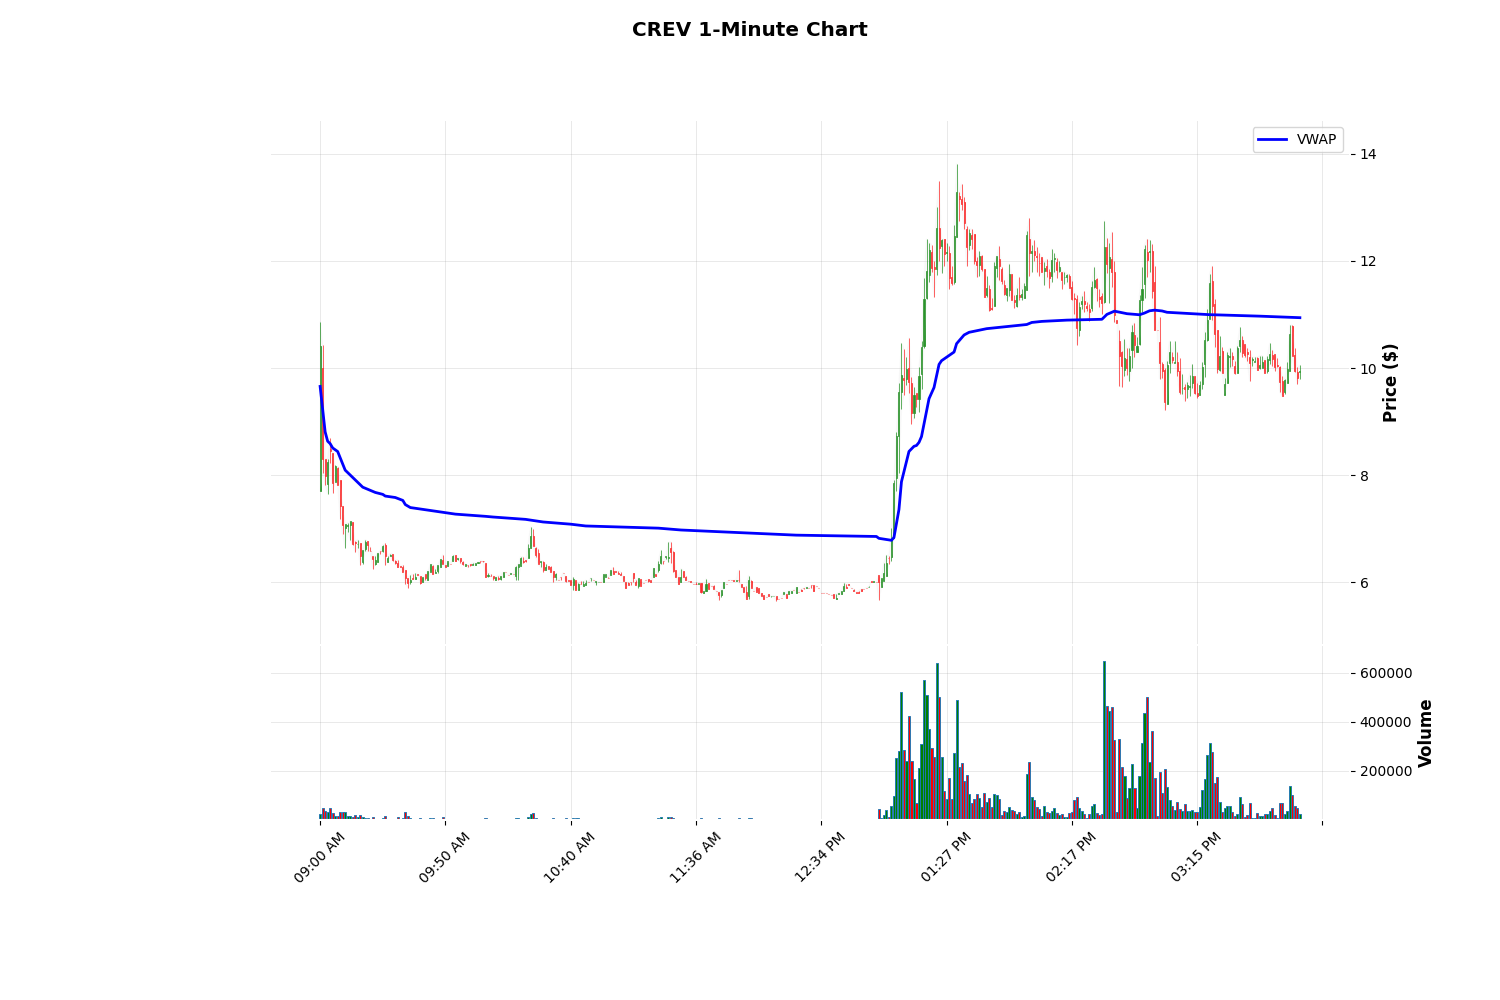 CREV 1-Minute Chart
VWAP
14
12
10
8
6
Price ($)
600000
400000
200000
Volume
09:00 AM
09:50 AM
10:40 AM
11:36 AM
12:34 PM
01:27 PM
02:17 PM
03:15 PM